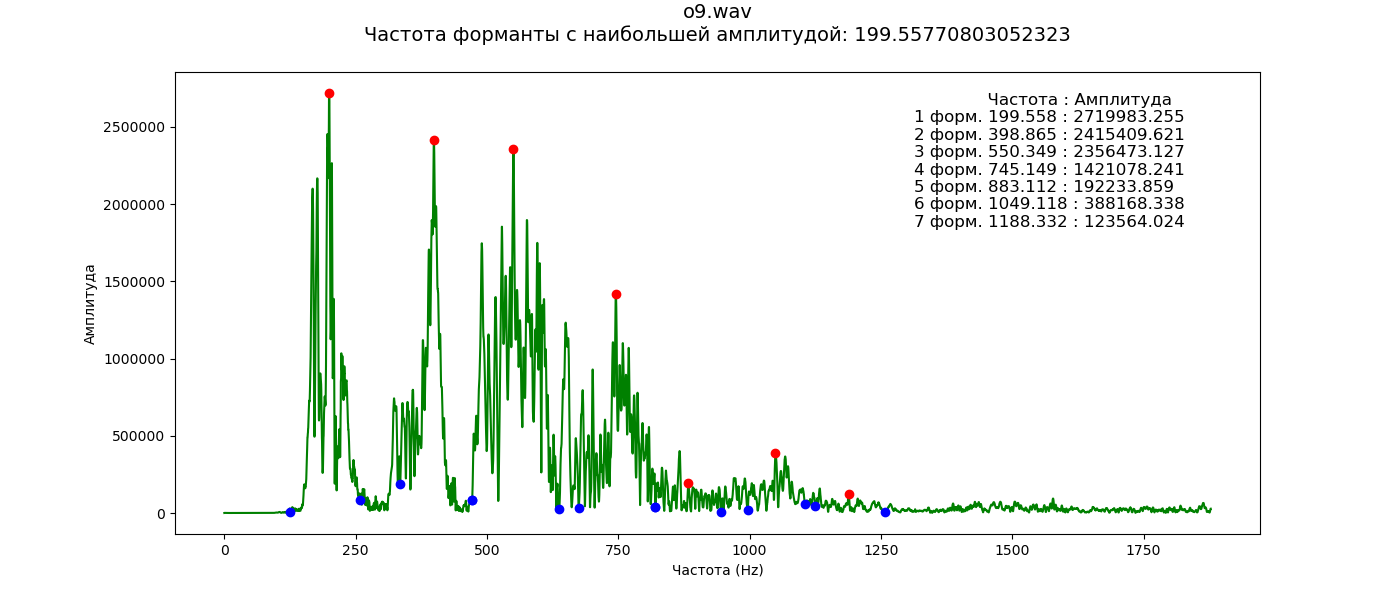 o9.wav
Частота форманты с наибольшей амплитудой: 199.55770803052323
Частота : Амплитуда
1 форм. 199.558 : 2719983.255
2 форм. 398.865 : 2415409.621
3 форм. 550.349 : 2356473.127
4 форм. 745.149 : 1421078.241
5 форм. 883.112 : 192233.859
6 форм. 1049.118 : 388168.338
7 форм. 1188.332 : 123564.024
Амплитуда
2500000
2000000
1500000
1000000
500000
0
0 250 500 750 1000 1250 1500 1750
Частота (Hz)